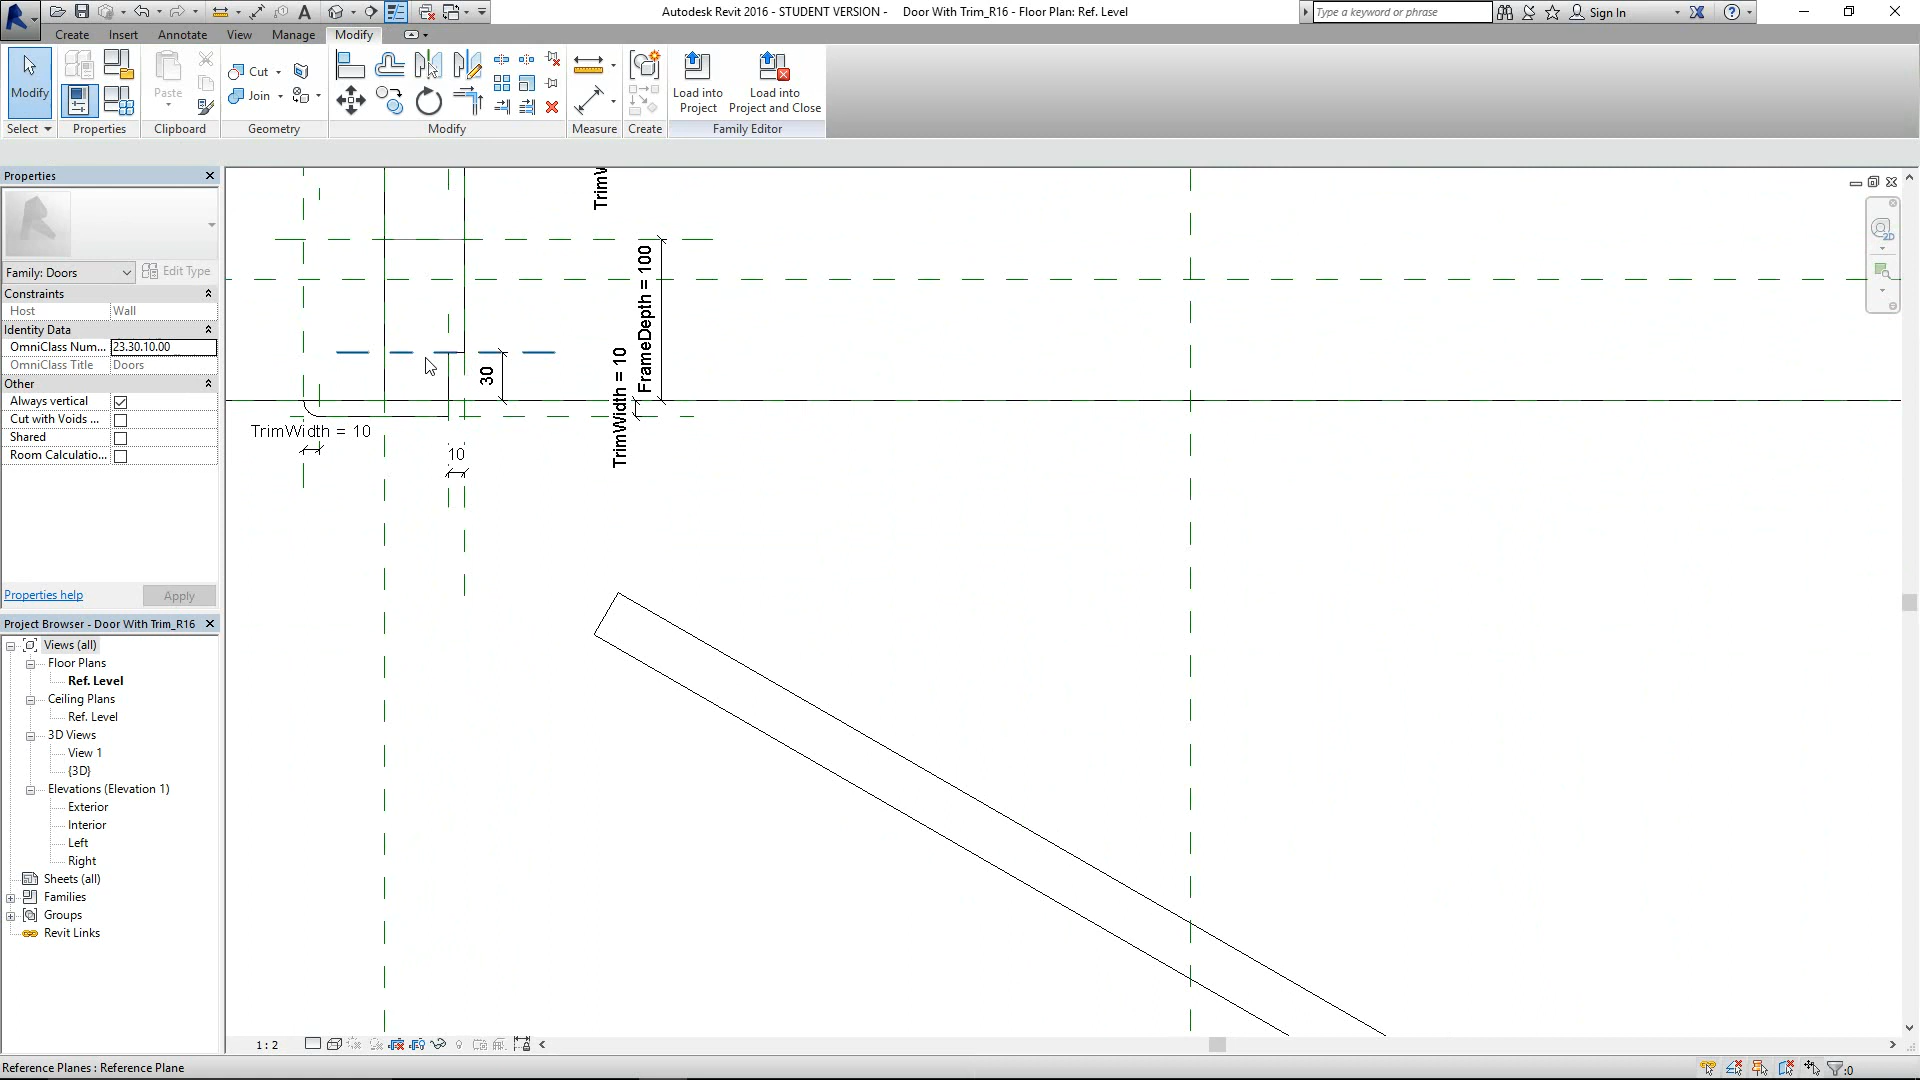 Autodesk Revit 2016 - STUDENT VERSION - Door With Trim_R16 - Floor Plan: Ref. Level
Type a keyword or phrase
Sign In
Create Insert Annotate View Manage Modify
Modify
Paste
Cut
Join
Load into Project
Load into Project and Close
Select Properties Clipboard Geometry Modify Measure Create Family Editor
Properties
Family: Doors
Edit Type
Constraints
Host Wall
Identity Data
OmniClass Num... 23.30.10.00
OmniClass Title Doors
Other
Always vertical
Cut with Voids ...
Shared
Room Calculatio...
Properties help
Apply
Project Browser - Door With Trim_R16
Views (all)
Floor Plans
Ref. Level
Ceiling Plans
Ref. Level
3D Views
View 1
{3D}
Elevations (Elevation 1)
Exterior
Interior
Left
Right
Sheets (all)
Families
Groups
Revit Links
FrameDepth = 100
30
TrimWidth = 10
TrimWidth = 10
10
2D
1 : 2
Reference Planes : Reference Plane
:0